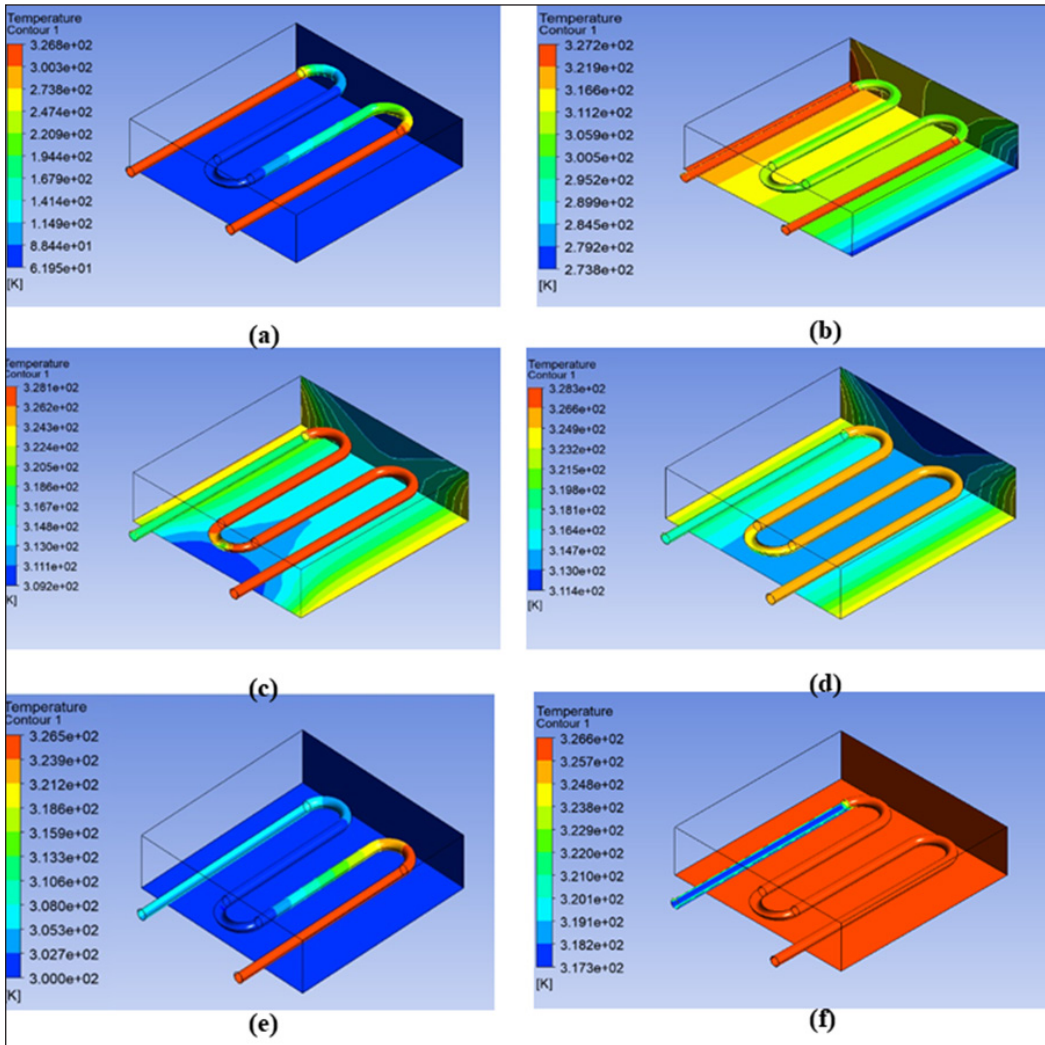 Temperature
Contour 1
3.268e+02
3.003e+02
2.738e+02
2.474e+02
2.209e+02
1.944e+02
1.679e+02
1.414e+02
1.149e+02
8.844e+01
6.195e+01
[K]
(a)
Temperature
Contour 1
3.272e+02
3.219e+02
3.166e+02
3.112e+02
3.059e+02
3.005e+02
2.952e+02
2.899e+02
2.845e+02
2.792e+02
2.738e+02
[K]
(b)
Temperature
Contour 1
3.281e+02
3.262e+02
3.243e+02
3.224e+02
3.205e+02
3.186e+02
3.167e+02
3.148e+02
3.130e+02
3.111e+02
3.092e+02
[K]
(c)
Temperature
Contour 1
3.283e+02
3.266e+02
3.249e+02
3.232e+02
3.215e+02
3.198e+02
3.181e+02
3.164e+02
3.147e+02
3.130e+02
3.114e+02
[K]
(d)
Temperature
Contour 1
3.265e+02
3.239e+02
3.212e+02
3.186e+02
3.159e+02
3.133e+02
3.106e+02
3.080e+02
3.053e+02
3.027e+02
3.000e+02
[K]
(e)
Temperature
Contour 1
3.266e+02
3.257e+02
3.248e+02
3.238e+02
3.229e+02
3.220e+02
3.210e+02
3.201e+02
3.191e+02
3.182e+02
3.173e+02
[K]
(f)